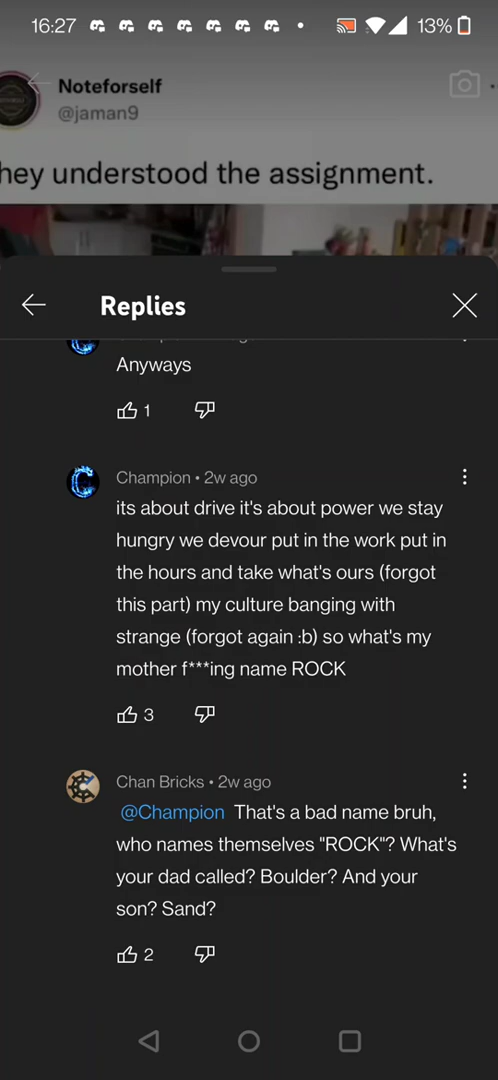 16:27
13%
Noteforself
@jaman9
hey understood the assignment.
Replies
Anyways
1
Champion • 2w ago
its about drive it's about power we stay
hungry we devour put in the work put in
the hours and take what's ours (forgot
this part) my culture banging with
strange (forgot again :b) so what's my
mother f***ing name ROCK
3
Chan Bricks • 2w ago
@Champion That's a bad name bruh,
who names themselves "ROCK"? What's
your dad called? Boulder? And your
son? Sand?
2